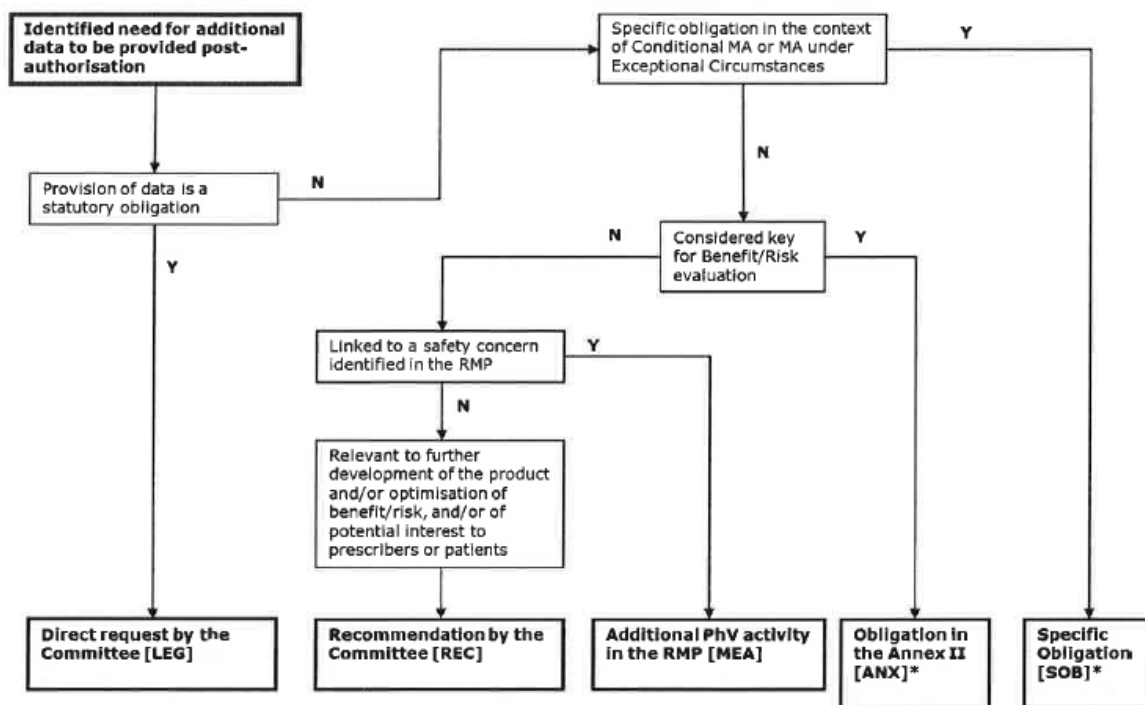 Identified need for additional
data to be provided post-
authorisation
Specific obligation in the context
of Conditional MA or MA under
Exceptional Circumstances
Y
N
N
Provision of data is a
statutory obligation
Y
N
Considered key
for Benefit/Risk
evaluation
Y
Linked to a safety concern
identified in the RMP
Y
N
Relevant to further
development of the product
and/or optimisation of
benefit/risk, and/or of
potential interest to
prescribers or patients
Direct request by the
Committee [LEG]
Recommendation by the
Committee [REC]
Additional PhV activity
in the RMP [MEA]
Obligation in
the Annex II
[ANX]*
Specific
Obligation
[SOB]*